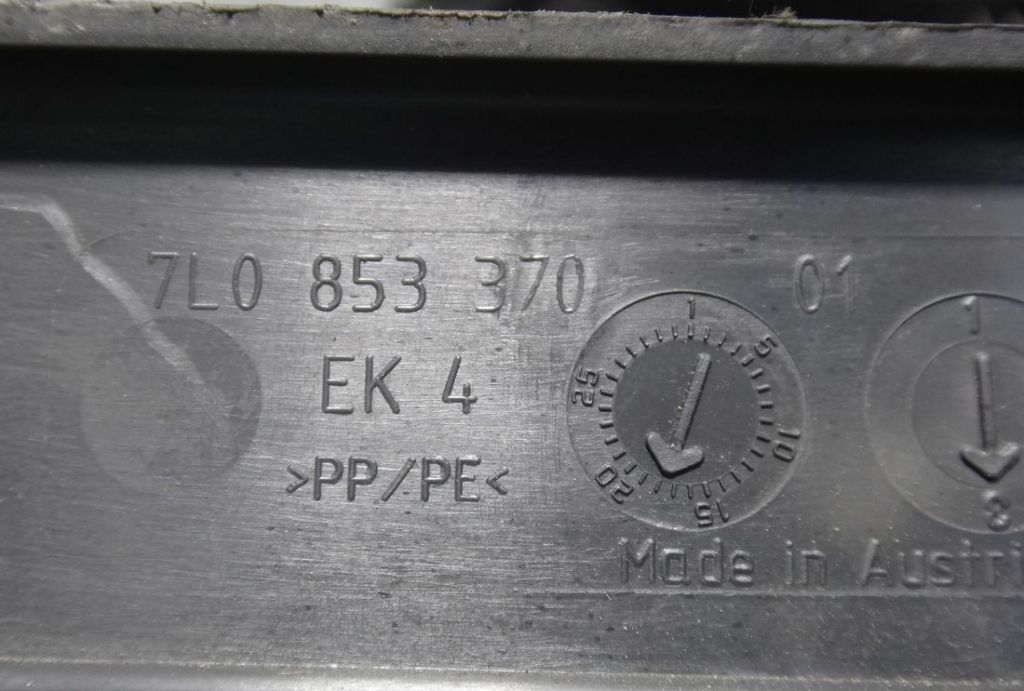 7L0 853 370 01
EK 4
>PP/PE<
1 5 10 15 20 25
1 8
Made in Austri